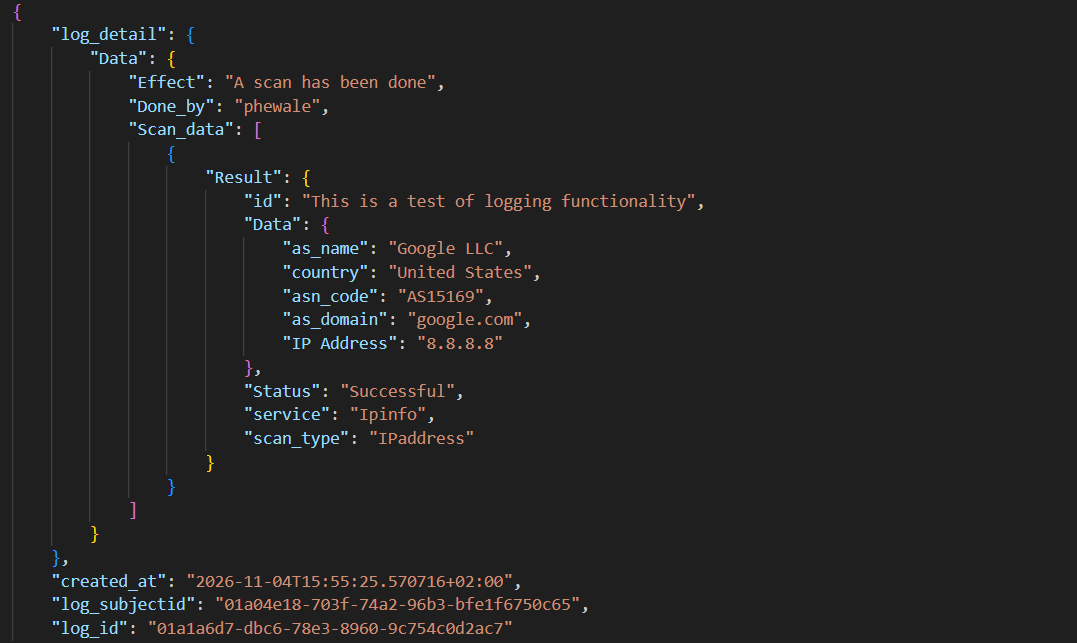 {
"log_detail": {
"Data": {
"Effect": "A scan has been done",
"Done_by": "phewale",
"Scan_data": [
{
"Result": {
"id": "This is a test of logging functionality",
"Data": {
"as_name": "Google LLC",
"country": "United States",
"asn_code": "AS15169",
"as_domain": "google.com",
"IP Address": "8.8.8.8"
},
"Status": "Successful",
"service": "Ipinfo",
"scan_type": "IPaddress"
}
}
]
}
},
"created_at": "2026-11-04T15:55:25.570716+02:00",
"log_subjectid": "01a04e18-703f-74a2-96b3-bfe1f6750c65",
"log_id": "01a1a6d7-dbc6-78e3-8960-9c754c0d2ac7"